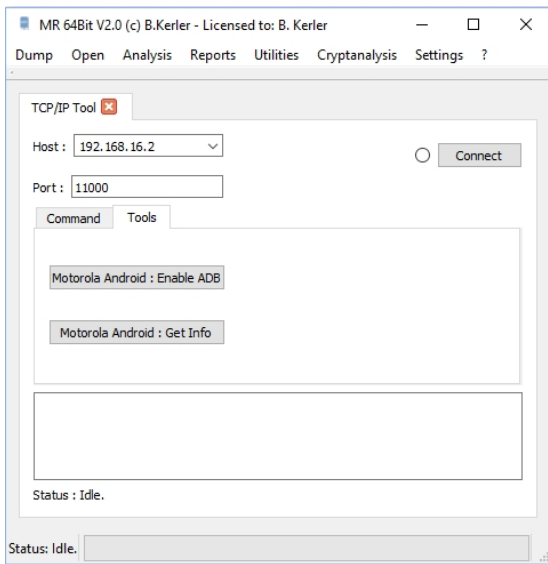 MR 64Bit V2.0 (c) B.Kerler - Licensed to: B. Kerler
Dump Open Analysis Reports Utilities Cryptanalysis Settings ?
TCP/IP Tool
Host : 192.168.16.2
Connect
Port : 11000
Command Tools
Motorola Android : Enable ADB
Motorola Android : Get Info
Status : Idle.
Status: Idle.